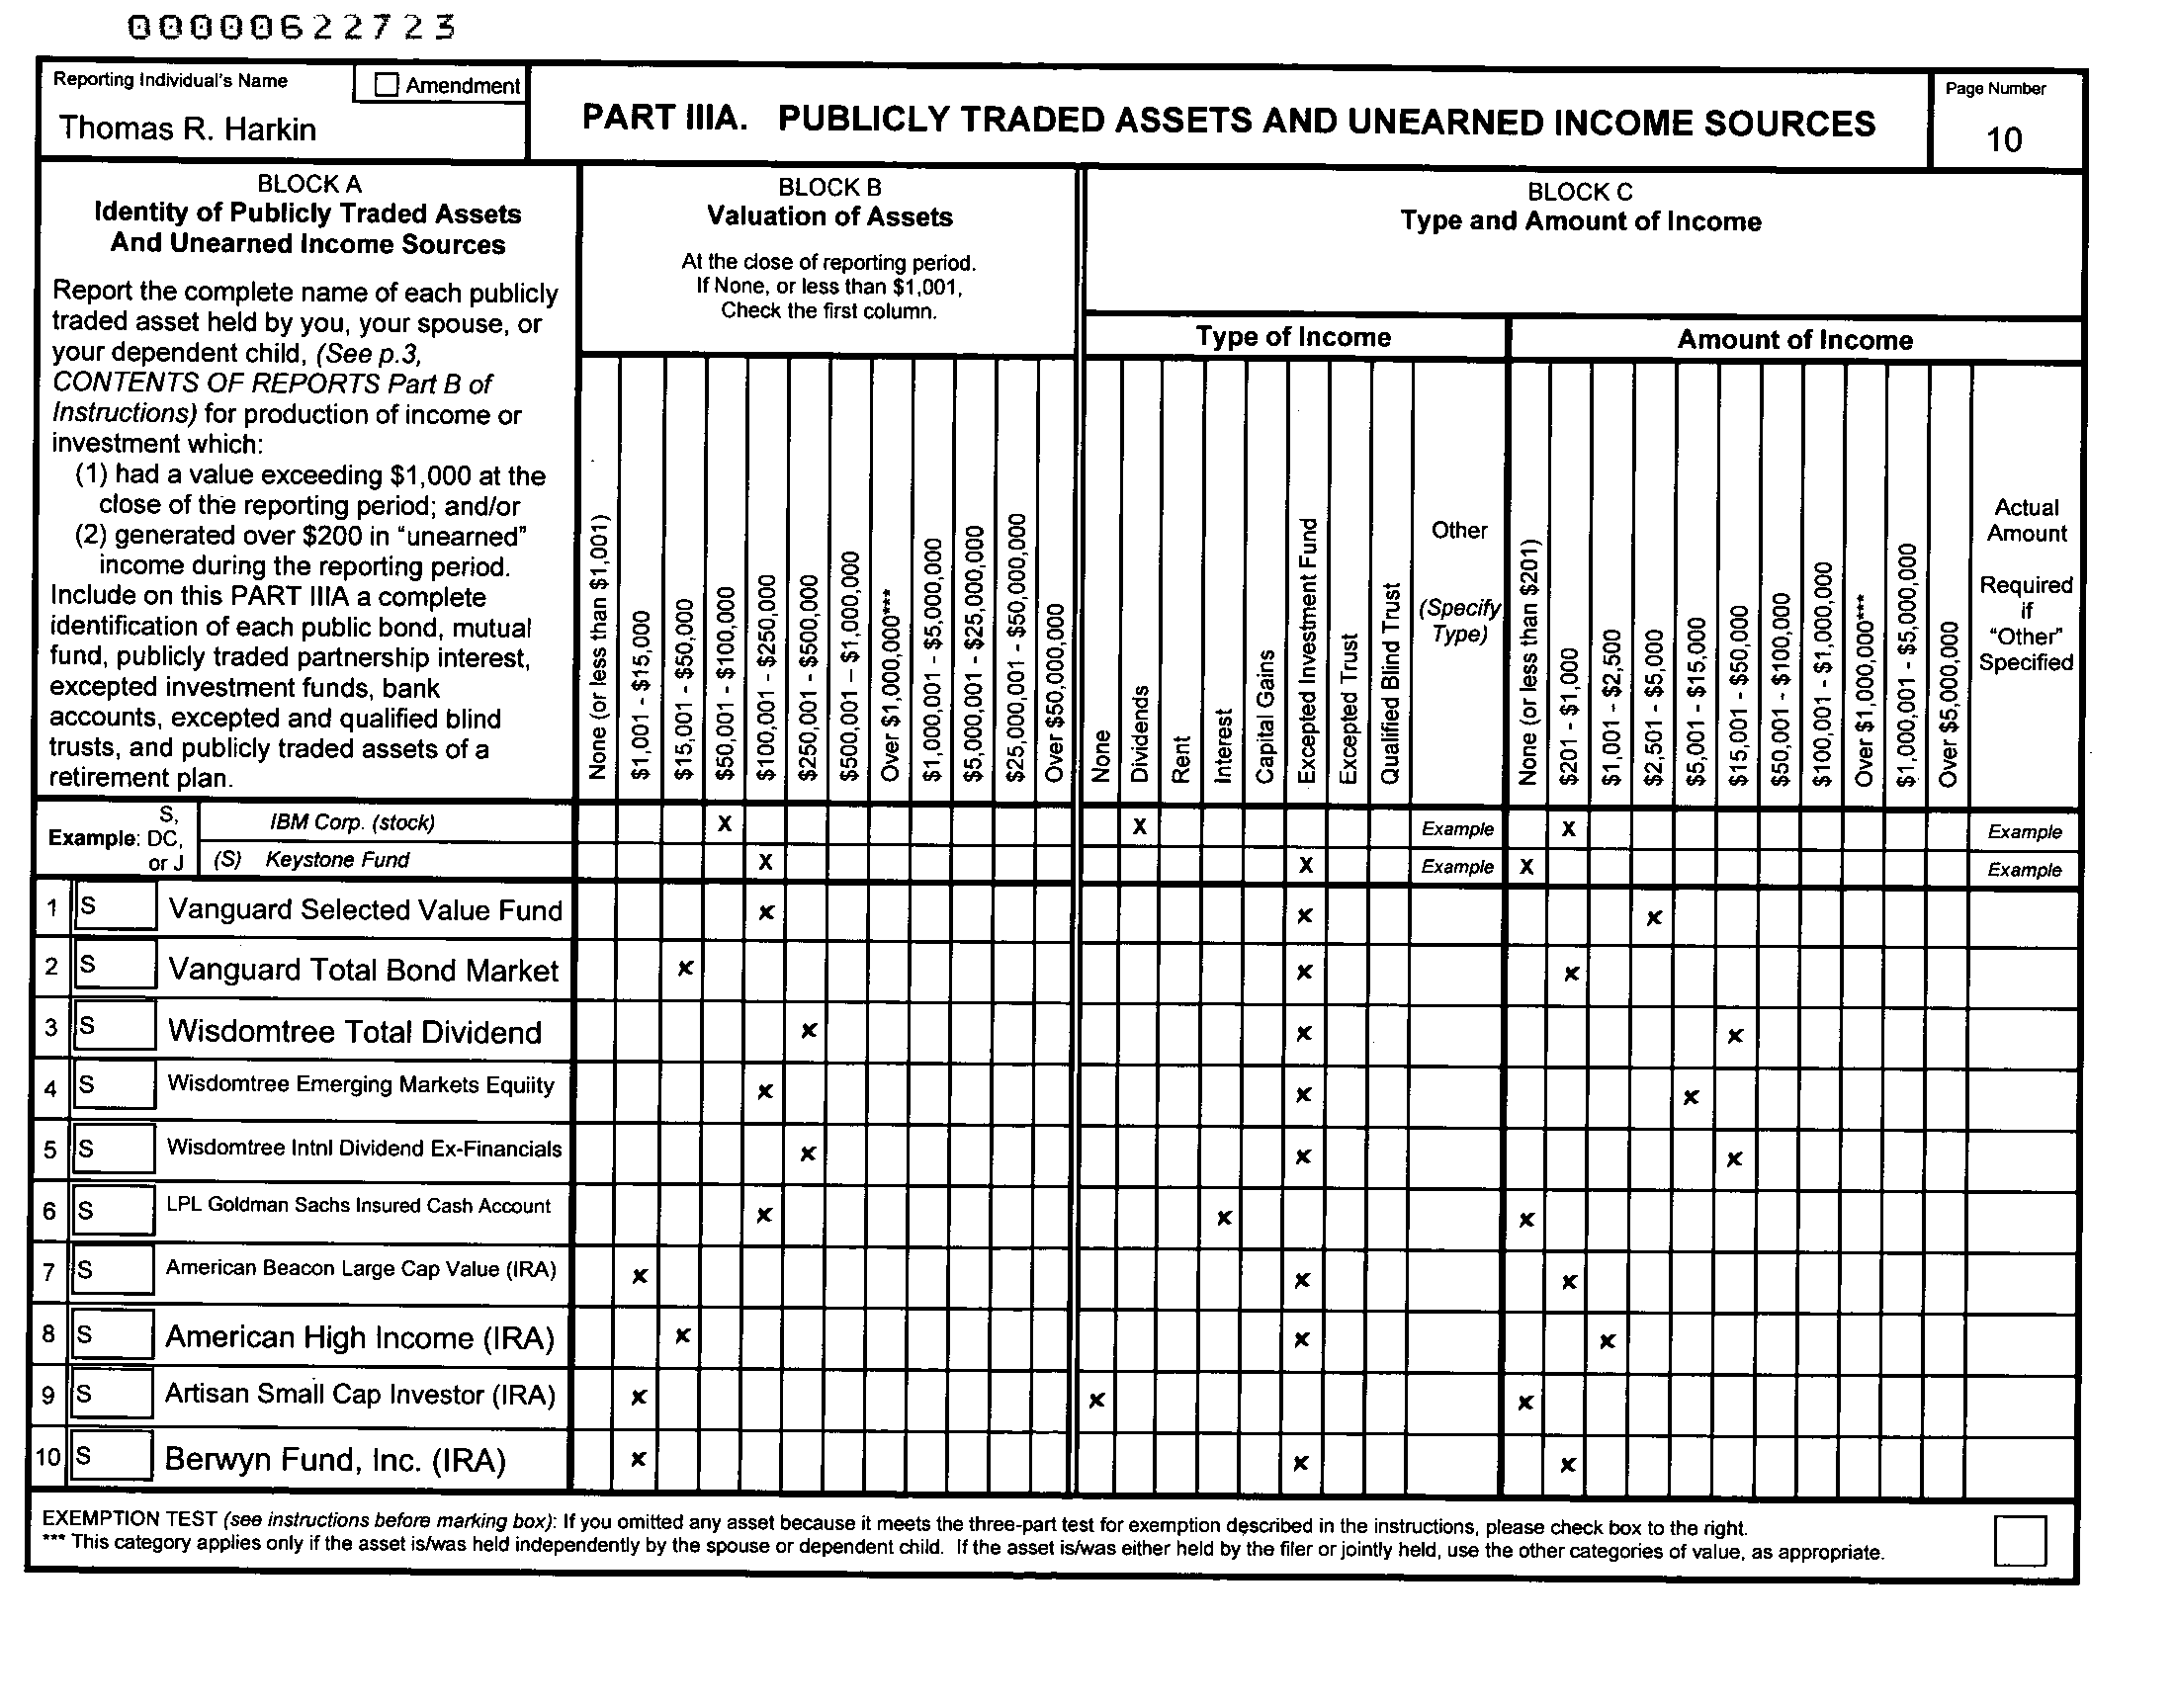 00000622723
Reporting Individual's Name
Amendment
Thomas R. Harkin
PART IIIA. PUBLICLY TRADED ASSETS AND UNEARNED INCOME SOURCES
Page Number
10
BLOCK A
Identity of Publicly Traded Assets
And Unearned Income Sources
Report the complete name of each publicly
traded asset held by you, your spouse, or
your dependent child, (See p.3,
CONTENTS OF REPORTS Part B of
Instructions) for production of income or
investment which:
(1) had a value exceeding $1,000 at the
close of the reporting period; and/or
(2) generated over $200 in "unearned"
income during the reporting period.
Include on this PART IIIA a complete
identification of each public bond, mutual
fund, publicly traded partnership interest,
excepted investment funds, bank
accounts, excepted and qualified blind
trusts, and publicly traded assets of a
retirement plan.
BLOCK B
Valuation of Assets
At the close of reporting period.
If None, or less than $1,001,
Check the first column.
None (or less than $1,001)
$1,001 - $15,000
$15,001 - $50,000
$50,001 - $100,000
$100,001 - $250,000
$250,001 - $500,000
$500,001 – $1,000,000
Over $1,000,000***
$1,000,001 - $5,000,000
$5,000,001 - $25,000,000
$25,000,001 - $50,000,000
Over $50,000,000
BLOCK C
Type and Amount of Income
Type of Income
None
Dividends
Rent
Interest
Capital Gains
Excepted Investment Fund
Excepted Trust
Qualified Blind Trust
Other
(Specify
Type)
Amount of Income
None (or less than $201)
$201 - $1,000
$1,001 - $2,500
$2,501 - $5,000
$5,001 - $15,000
$15,001 - $50,000
$50,001 - $100,000
$100,001 - $1,000,000
Over $1,000,000***
$1,000,001 - $5,000,000
Over $5,000,000
Actual
Amount
Required
if
"Other"
Specified
Example:
S,
DC,
or J
IBM Corp. (stock) X X Example X Example
(S) Keystone Fund X X Example X Example
1 S Vanguard Selected Value Fund x x x
2 S Vanguard Total Bond Market x x x
3 S Wisdomtree Total Dividend x x x
4 S Wisdomtree Emerging Markets Equiity x x x
5 S Wisdomtree Intnl Dividend Ex-Financials x x x
6 S LPL Goldman Sachs Insured Cash Account x x x
7 S American Beacon Large Cap Value (IRA) x x x
8 S American High Income (IRA) x x x
9 S Artisan Small Cap Investor (IRA) x x x
10 S Berwyn Fund, Inc. (IRA) x x x
EXEMPTION TEST (see instructions before marking box): If you omitted any asset because it meets the three-part test for exemption described in the instructions, please check box to the right.
*** This category applies only if the asset is/was held independently by the spouse or dependent child. If the asset is/was either held by the filer or jointly held, use the other categories of value, as appropriate.